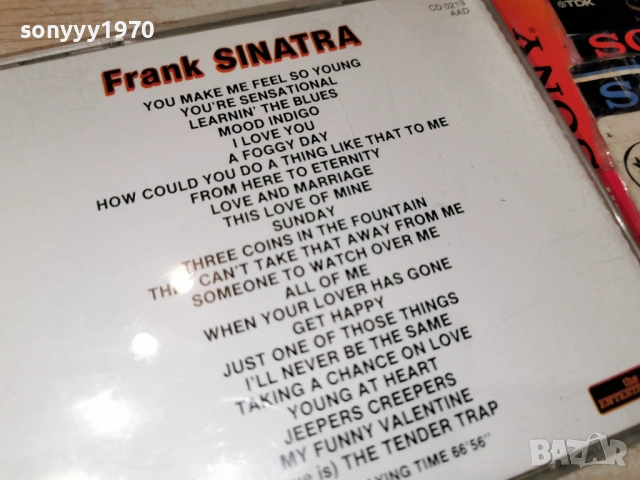 sonyyy1970
CD 0213
AAD
TDK
Frank SINATRA
YOU MAKE ME FEEL SO YOUNG
YOU'RE SENSATIONAL
LEARNIN' THE BLUES
MOOD INDIGO
I LOVE YOU
A FOGGY DAY
HOW COULD YOU DO A THING LIKE THAT TO ME
FROM HERE TO ETERNITY
LOVE AND MARRIAGE
THIS LOVE OF MINE
SUNDAY
THREE COINS IN THE FOUNTAIN
CAN'T TAKE THAT AWAY FROM ME
SOMEONE TO WATCH OVER ME
ALL OF ME
WHEN YOUR LOVER HAS GONE
GET HAPPY
JUST ONE OF THOSE THINGS
I'LL NEVER BE THE SAME
TAKING A CHANCE ON LOVE
YOUNG AT HEART
JEEPERS CREEPERS
MY FUNNY VALENTINE
is) THE TENDER TRAP
TIME 66"56"
the
SONY
bazar